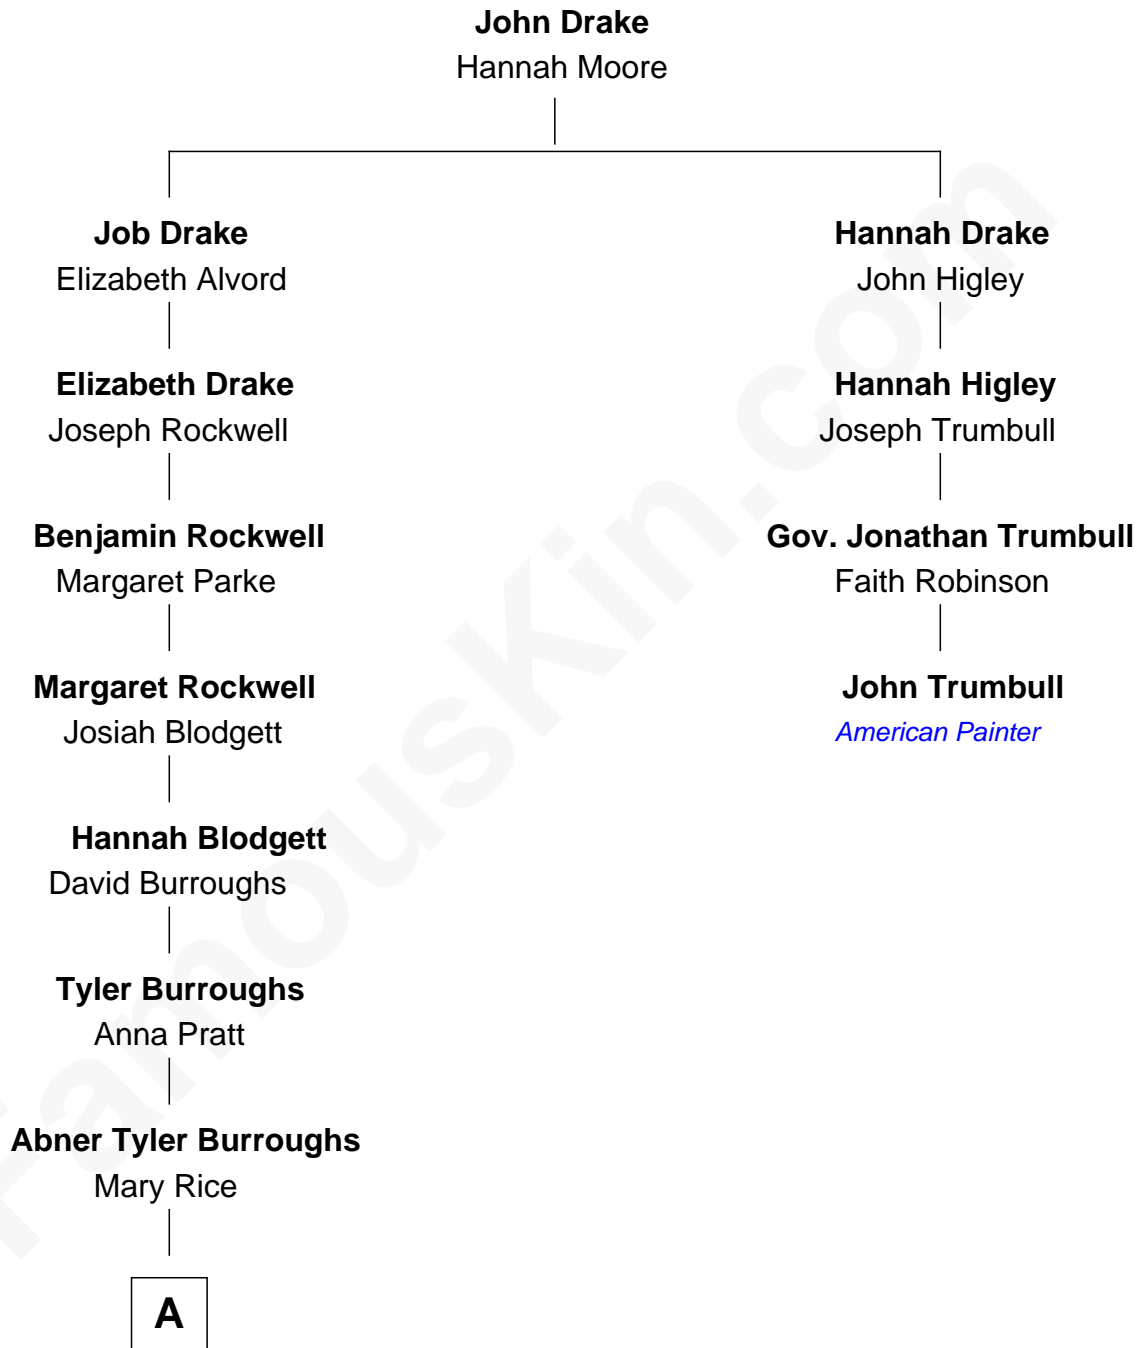 John Drake
Hannah Moore
Job Drake
Elizabeth Alvord
Hannah Drake
John Higley
Elizabeth Drake
Joseph Rockwell
Hannah Higley
Joseph Trumbull
Benjamin Rockwell
Margaret Parke
Gov. Jonathan Trumbull
Faith Robinson
Margaret Rockwell
Josiah Blodgett
John Trumbull
American Painter
Hannah Blodgett
David Burroughs
Tyler Burroughs
Anna Pratt
Abner Tyler Burroughs
Mary Rice
A
FamousKin.com